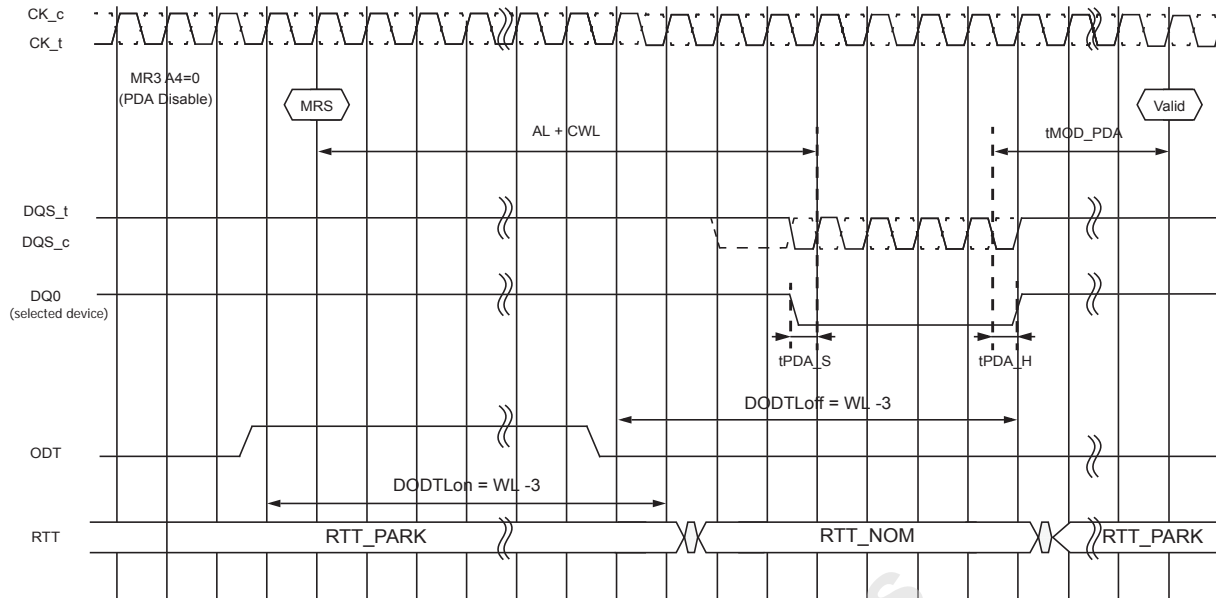 CK_c
CK_t
MR3 A4=0
(PDA Disable)
MRS
Valid
AL + CWL
tMOD_PDA
DQS_t
DQS_c
DQ0
(selected device)
tPDA_S
tPDA_H
DODTLoff = WL -3
ODT
DODTLon = WL -3
RTT
RTT_PARK
RTT_NOM
RTT_PARK